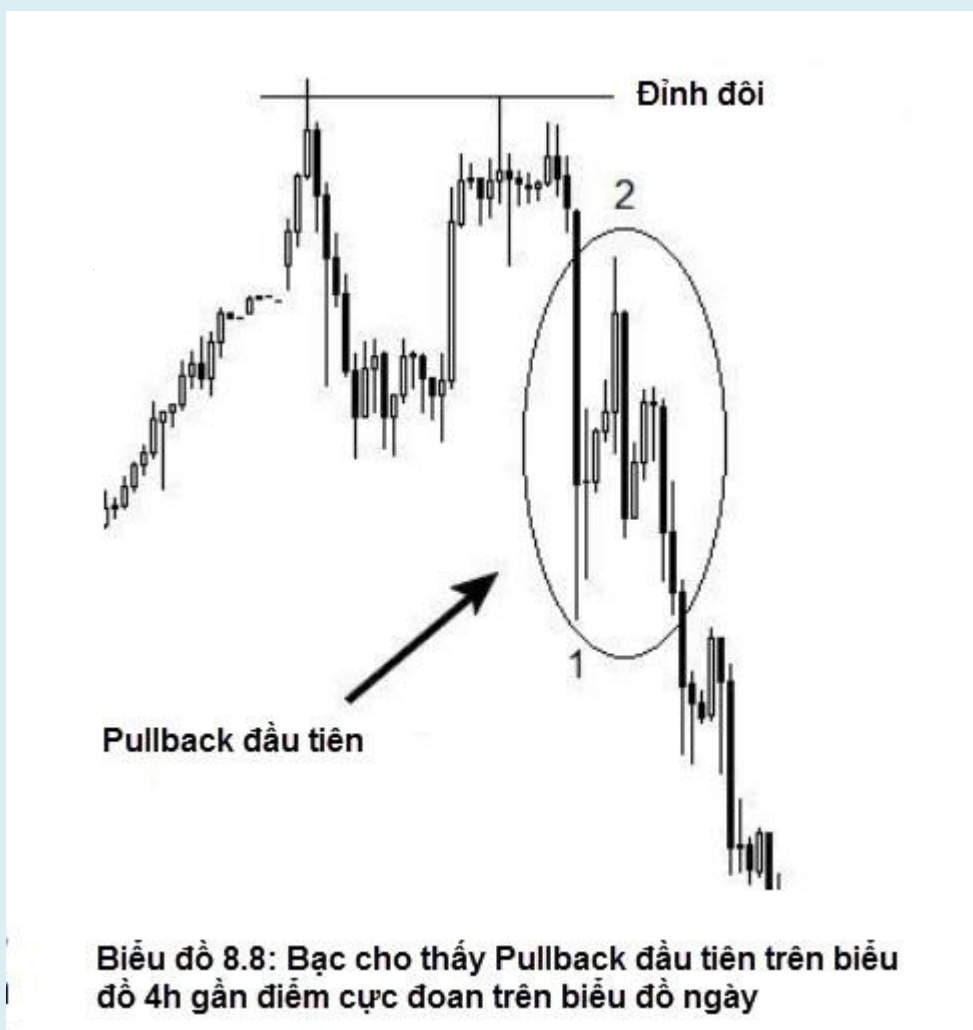 Đỉnh đôi
2
1
Pullback đầu tiên
Biểu đồ 8.8: Bạc cho thấy Pullback đầu tiên trên biểu
đồ 4h gần điểm cực đoan trên biểu đồ ngày